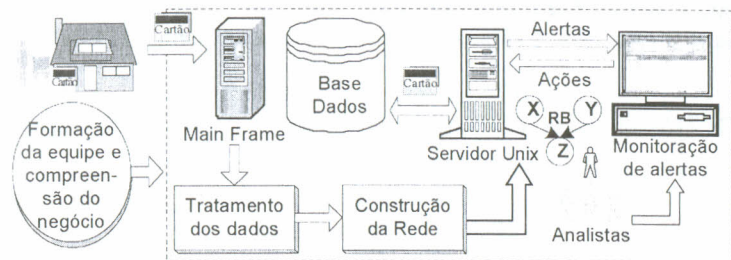 Cartão
Cartão
Formação
da equipe e
compreen-
são do
negócio
Main Frame
Base
Dados
Cartão
Servidor Unix
Alertas
Ações
X
RB
Y
Z
Monitoração
de alertas
Tratamento
dos dados
Construção
da Rede
Analistas